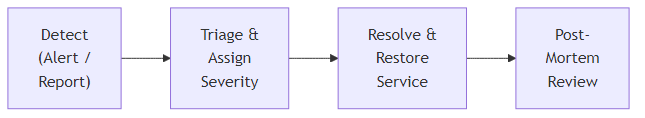 Detect
(Alert /
Report)
Triage &
Assign
Severity
Resolve &
Restore
Service
Post-
Mortem
Review